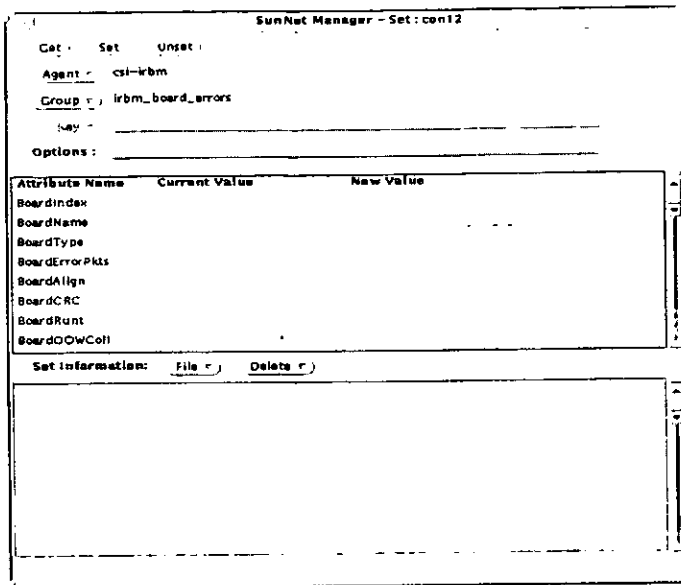 SunNet Manager - Set : con12
Get Set Unset
Agent csi-irbm
Group irbm_board_errors
Key
Options :
Attribute Name Current Value New Value
BoardIndex
BoardName
BoardType
BoardErrorPkts
BoardAlign
BoardCRC
BoardRunt
BoardOOWColl
Set Information: File Delete